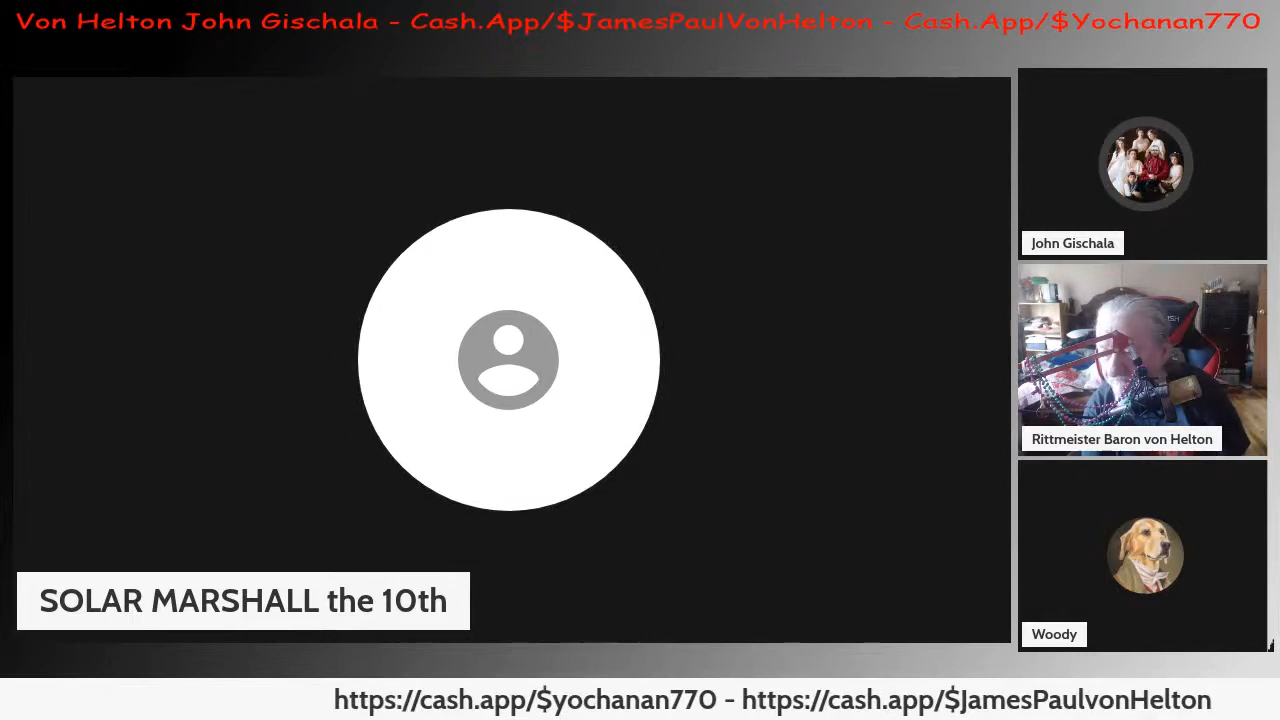 Von Helton John Gischala - Cash.App/$JamesPaulVonHelton - Cash.App/$Yochanan770
John Gischala
Rittmeister Baron von Helton
SOLAR MARSHALL the 10th
Woody
https://cash.app/$yochanan770 - https://cash.app/$JamesPaulvonHelton